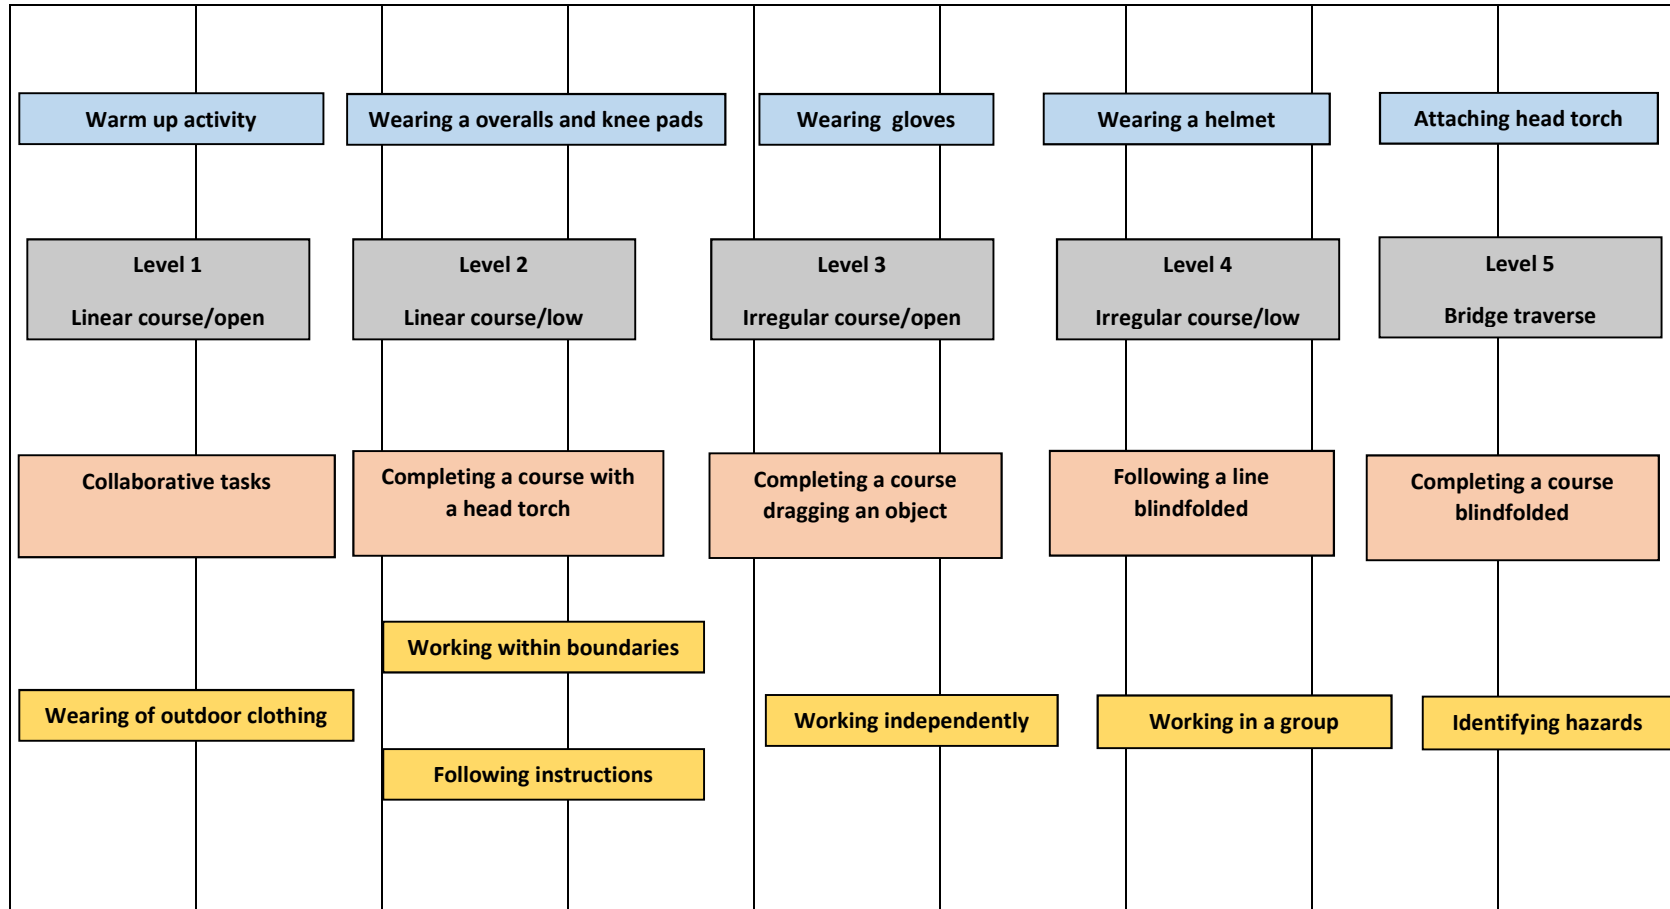 Warm up activity
Wearing a overalls and knee pads
Wearing gloves
Wearing a helmet
Attaching head torch
Level 1
Linear course/open
Level 2
Linear course/low
Level 3
Irregular course/open
Level 4
Irregular course/low
Level 5
Bridge traverse
Collaborative tasks
Completing a course with
a head torch
Completing a course
dragging an object
Following a line
blindfolded
Completing a course
blindfolded
Working within boundaries
Wearing of outdoor clothing
Working independently
Working in a group
Identifying hazards
Following instructions